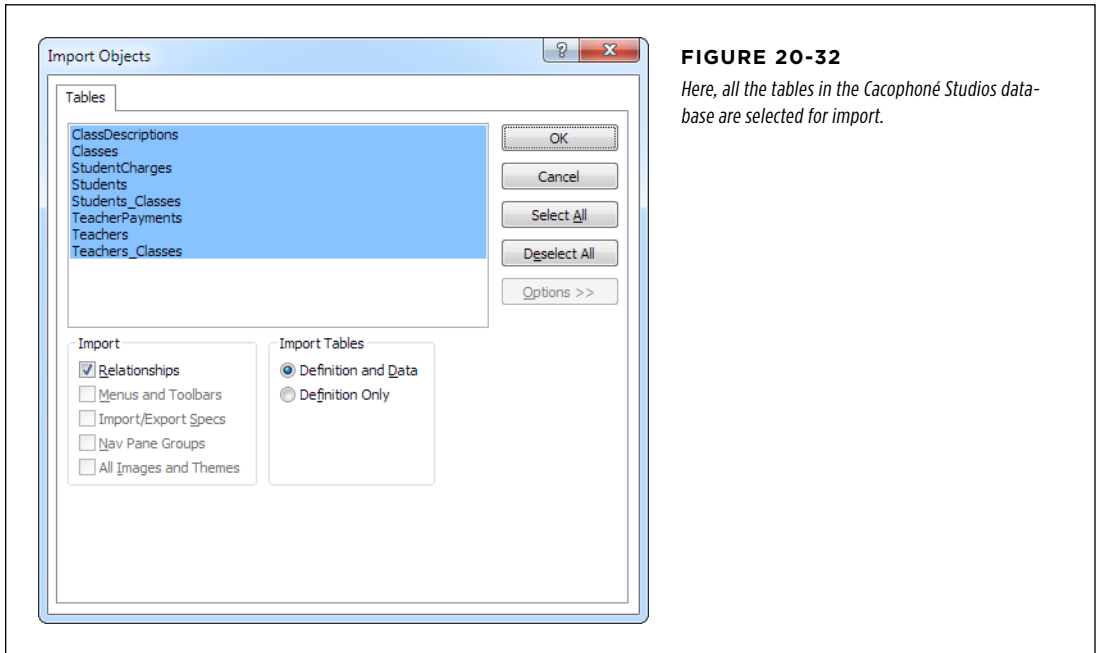 Import Objects
Tables
ClassDescriptions
Classes
StudentCharges
Students
Students_Classes
TeacherPayments
Teachers
Teachers_Classes
OK
Cancel
Select All
Deselect All
Options >>
Import
Relationships
Menus and Toolbars
Import/Export Specs
Nav Pane Groups
All Images and Themes
Import Tables
Definition and Data
Definition Only
FIGURE 20-32
Here, all the tables in the Cacophoné Studios data-
base are selected for import.